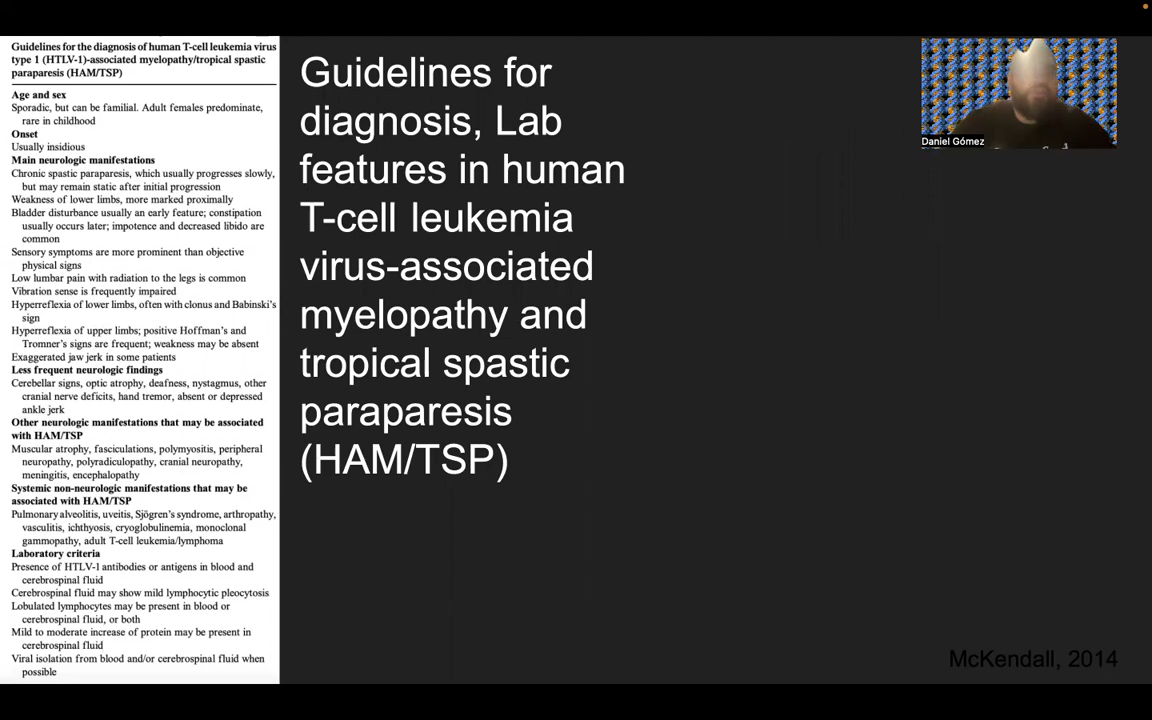 Guidelines for the diagnosis of human T-cell leukemia virus
type 1 (HTLV-1)-associated myelopathy/tropical spastic
paraparesis (HAM/TSP)
Age and sex
Sporadic, but can be familial. Adult females predominate,
rare in childhood
Onset
Usually insidious
Main neurologic manifestations
Chronic spastic paraparesis, which usually progresses slowly,
but may remain static after initial progression
Weakness of lower limbs, more marked proximally
Bladder disturbance usually an early feature; constipation
usually occurs later; impotence and decreased libido are
common
Sensory symptoms are more prominent than objective
physical signs
Low lumbar pain with radiation to the legs is common
Vibration sense is frequently impaired
Hyperreflexia of lower limbs, often with clonus and Babinski's
sign
Hyperreflexia of upper limbs; positive Hoffman's and
Tromner's signs are frequent; weakness may be absent
Exaggerated jaw jerk in some patients
Less frequent neurologic findings
Cerebellar signs, optic atrophy, deafness, nystagmus, other
cranial nerve deficits, hand tremor, absent or depressed
ankle jerk
Other neurologic manifestations that may be associated
with HAM/TSP
Muscular atrophy, fasciculations, polymyositis, peripheral
neuropathy, polyradiculopathy, cranial neuropathy,
meningitis, encephalopathy
Systemic non-neurologic manifestations that may be
associated with HAM/TSP
Pulmonary alveolitis, uveitis, Sjögren's syndrome, arthropathy,
vasculitis, ichthyosis, cryoglobulinemia, monoclonal
gammopathy, adult T-cell leukemia/lymphoma
Laboratory criteria
Presence of HTLV-1 antibodies or antigens in blood and
cerebrospinal fluid
Cerebrospinal fluid may show mild lymphocytic pleocytosis
Lobulated lymphocytes may be present in blood or
cerebrospinal fluid, or both
Mild to moderate increase of protein may be present in
cerebrospinal fluid
Viral isolation from blood and/or cerebrospinal fluid when
possible
Guidelines for
diagnosis, Lab
features in human
T-cell leukemia
virus-associated
myelopathy and
tropical spastic
paraparesis
(HAM/TSP)
Daniel Gómez
McKendall, 2014